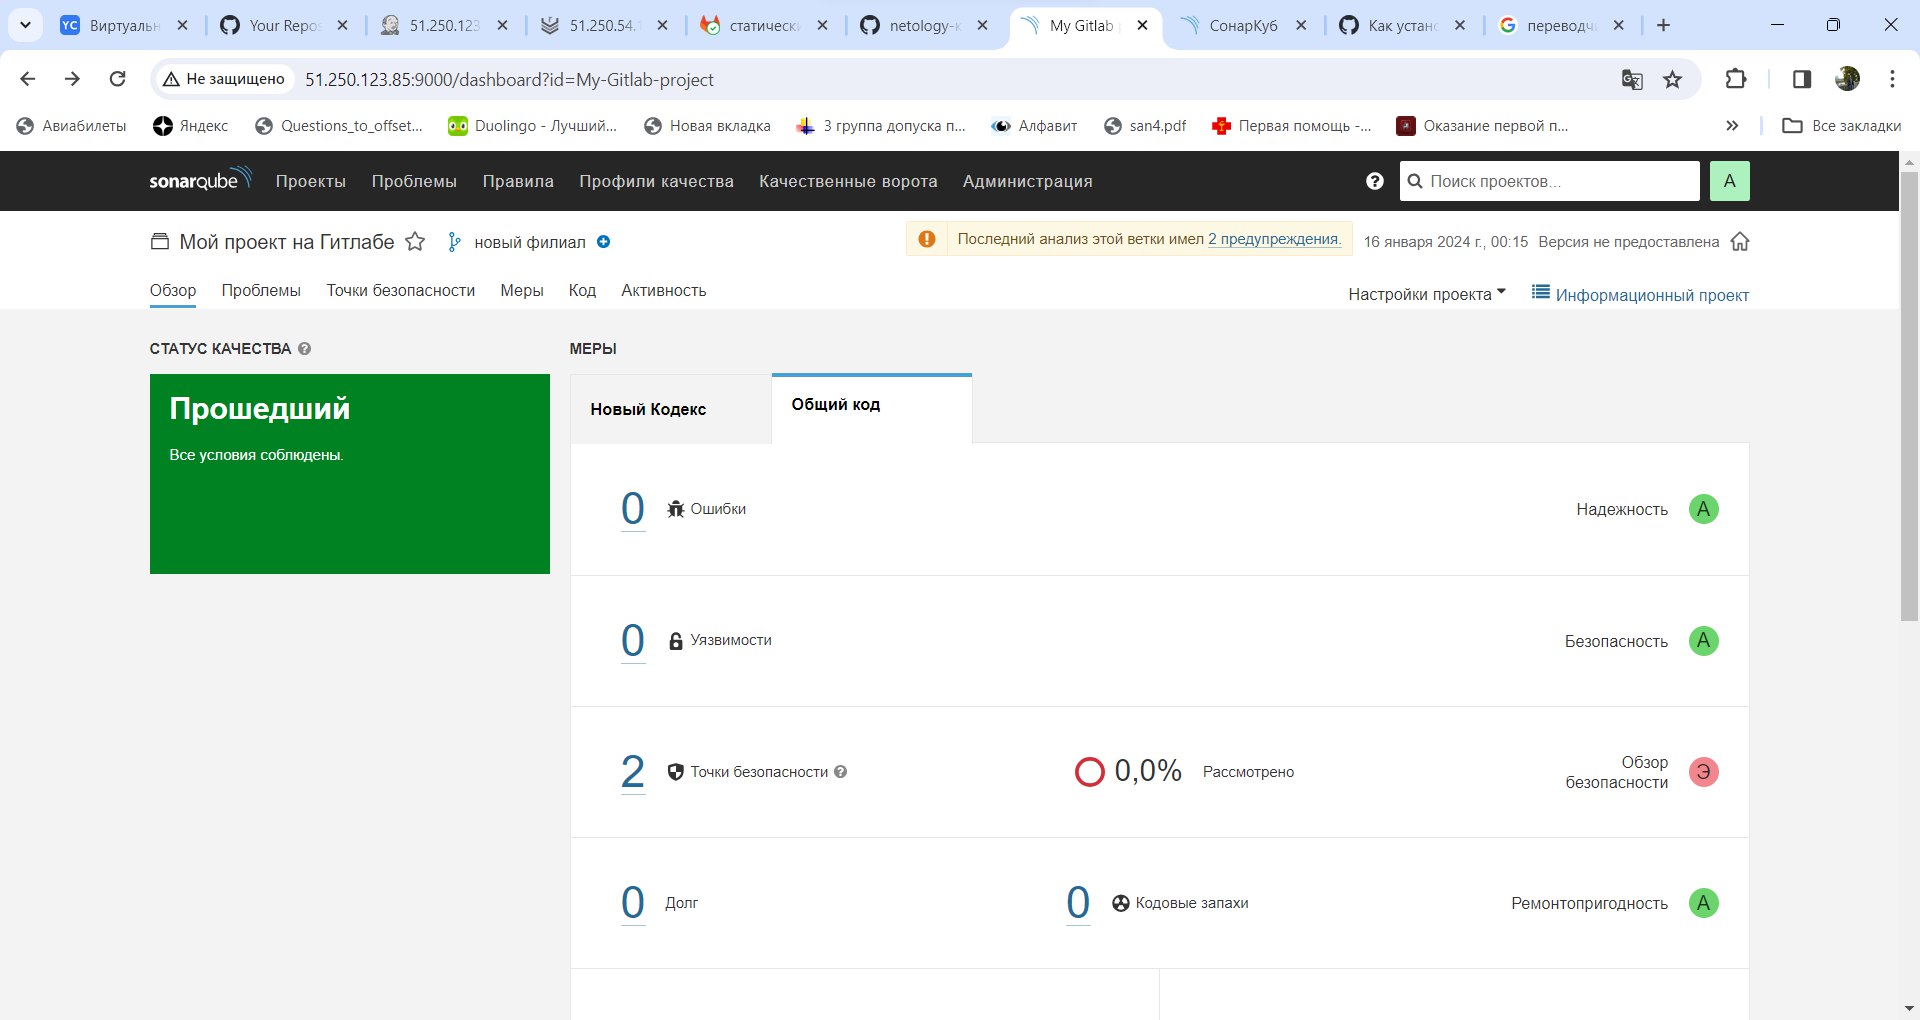 Виртуальн
Your Repos
51.250.123
51.250.54.
статически
netology-k
My Gitlab
СонарКуб
Как устано
переводчи
Не защищено
51.250.123.85:9000/dashboard?id=My-Gitlab-project
Авиабилеты
Яндекс
Questions_to_offset...
Duolingo - Лучший...
Новая вкладка
3 группа допуска п...
Алфавит
san4.pdf
Первая помощь -...
Оказание первой п...
»
Все закладки
sonarqube
Проекты
Проблемы
Правила
Профили качества
Качественные ворота
Администрация
Поиск проектов...
А
Мой проект на Гитлабе
новый филиал
Последний анализ этой ветки имел 2 предупреждения.
16 января 2024 г., 00:15
Версия не предоставлена
Обзор
Проблемы
Точки безопасности
Меры
Код
Активность
Настройки проекта
Информационный проект
СТАТУС КАЧЕСТВА
МЕРЫ
Прошедший
Все условия соблюдены.
Новый Кодекс
Общий код
0 Ошибки
Надежность А
0 Уязвимости
Безопасность А
2 Точки безопасности
0,0% Рассмотрено
Обзор
безопасности Э
0 Долг
0 Кодовые запахи
Ремонтопригодность А